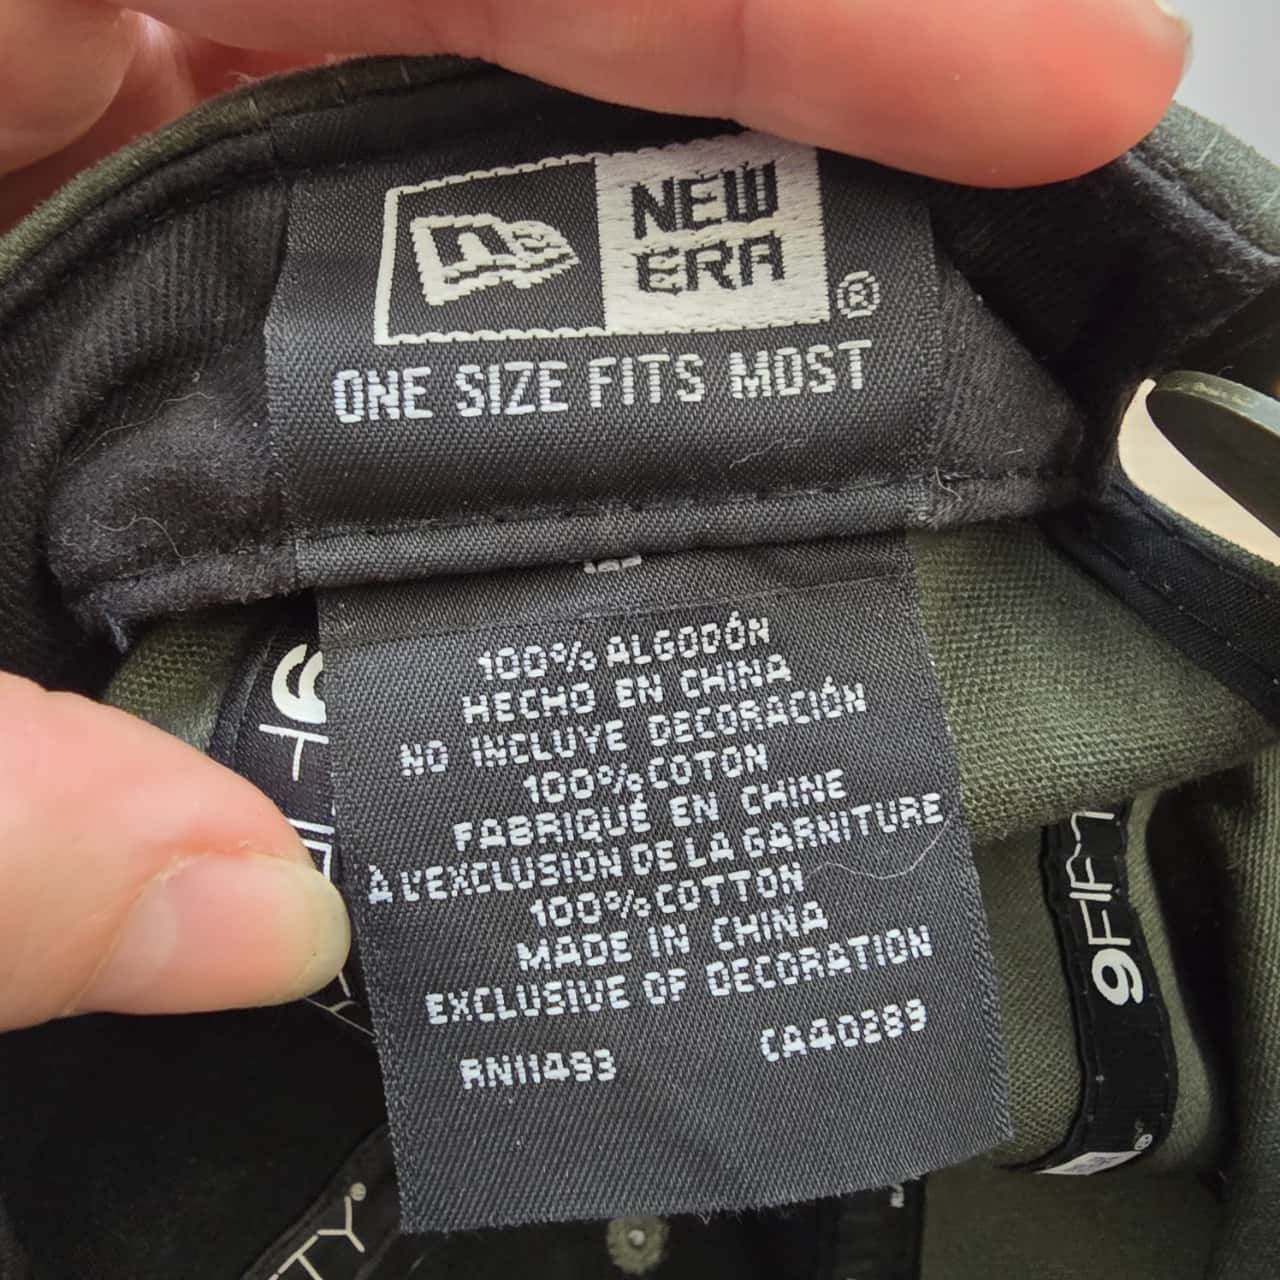 NEW
ERA
®
ONE SIZE FITS MOST
100% ALGODÓN
HECHO EN CHINA
NO INCLUYE DECORACIÓN
100% COTON
FABRIQUÉ EN CHINE
À L'EXCLUSION DE LA GARNITURE
100% COTTON
MADE IN CHINA
EXCLUSIVE OF DECORATION
RN11493 CA40289